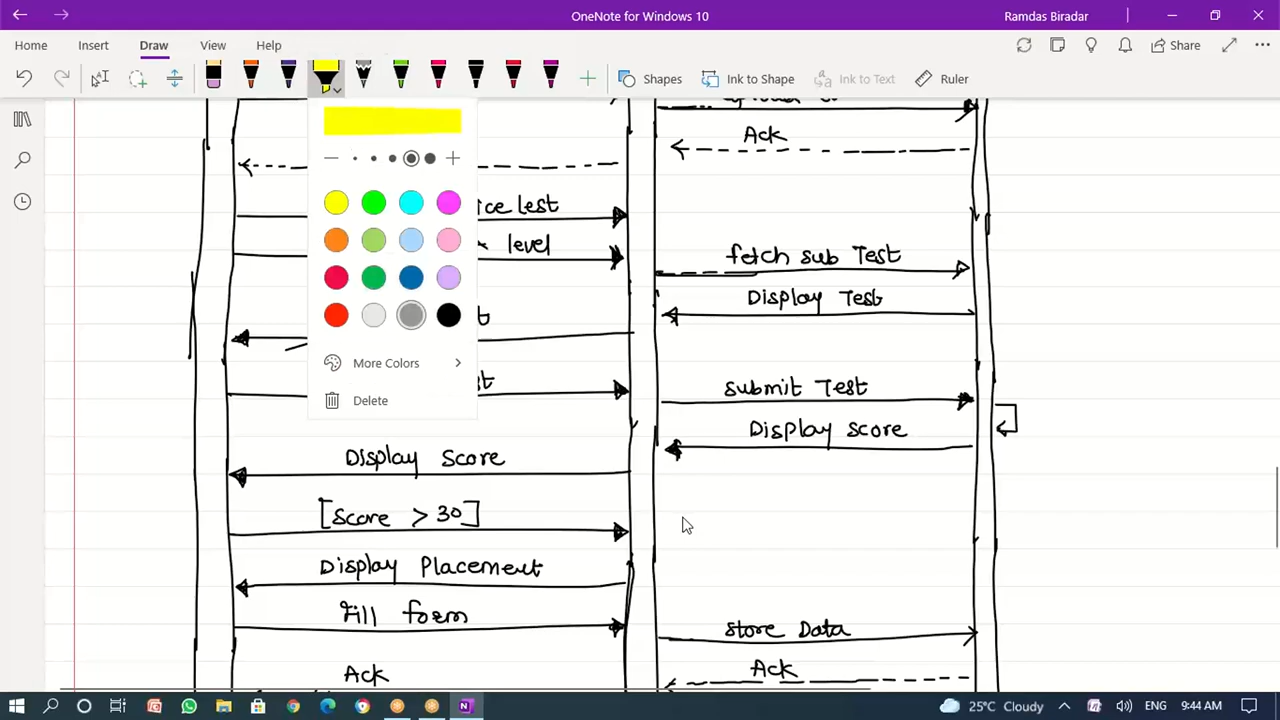 OneNote for Windows 10
Ramdas Biradar
Home
Insert
Draw
View
Help
Share
Shapes
Ink to Shape
Ink to Text
Ruler
Ack
level
fetch sub Test
Display Test
More Colors
Delete
submit Test
Display score
Display Score
[Score > 30]
Display Placement
Fill form
Store Data
Ack
Ack
25°C Cloudy
ENG
9:44 AM